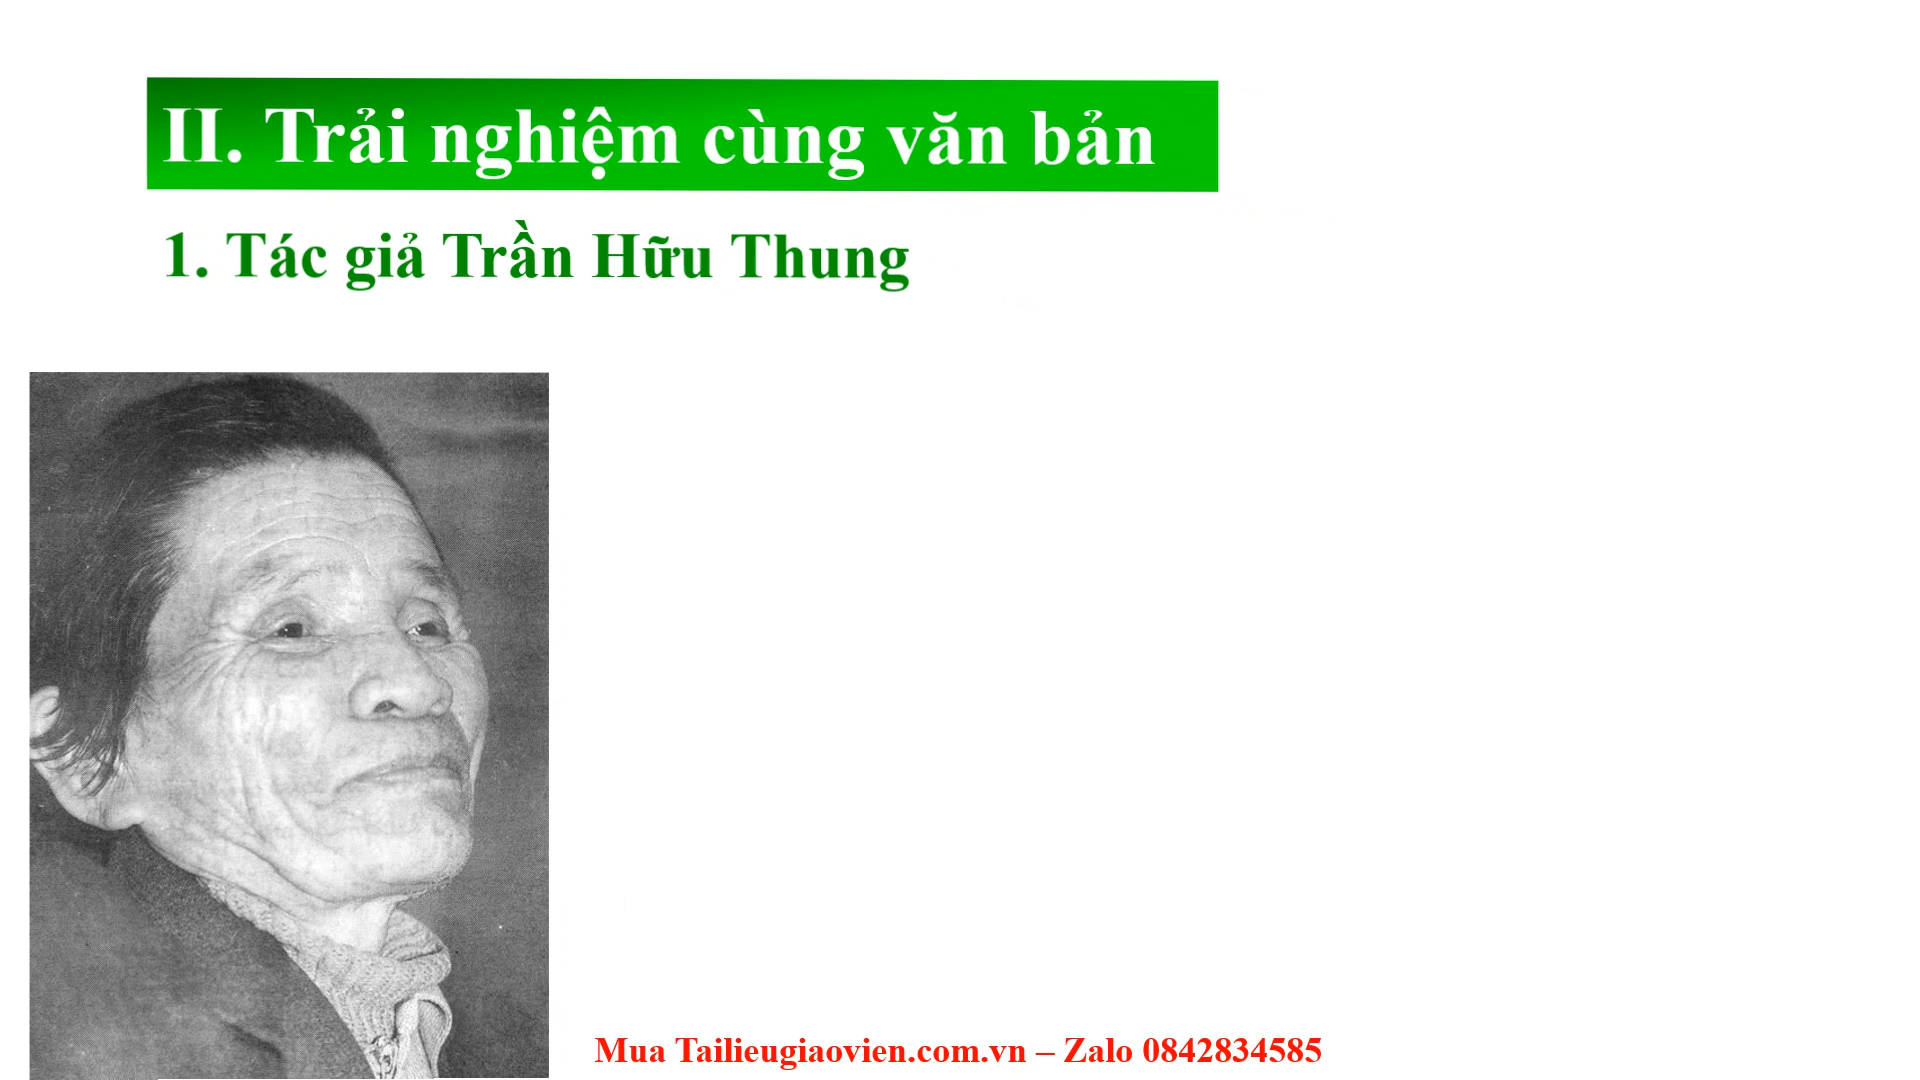 II. Trải nghiệm cùng văn bản
1. Tác giả Trần Hữu Thung
Mua Tailieugiaovien.com.vn – Zalo 0842834585